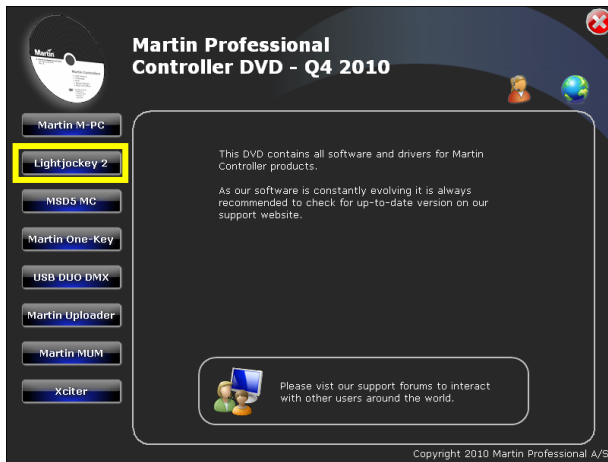 Martin
Martin Professional
Controller DVD - Q4 2010
Martin M-PC
Lightjockey 2
MSD5 MC
Martin One-Key
USB DUO DMX
Martin Uploader
Martin MUM
Xciter
This DVD contains all software and drivers for Martin
Controller products.
As our software is constantly evolving it is always
recommended to check for up-to-date version on our
support website.
Please vist our support forums to interact
with other users around the world.
Copyright 2010 Martin Professional A/S